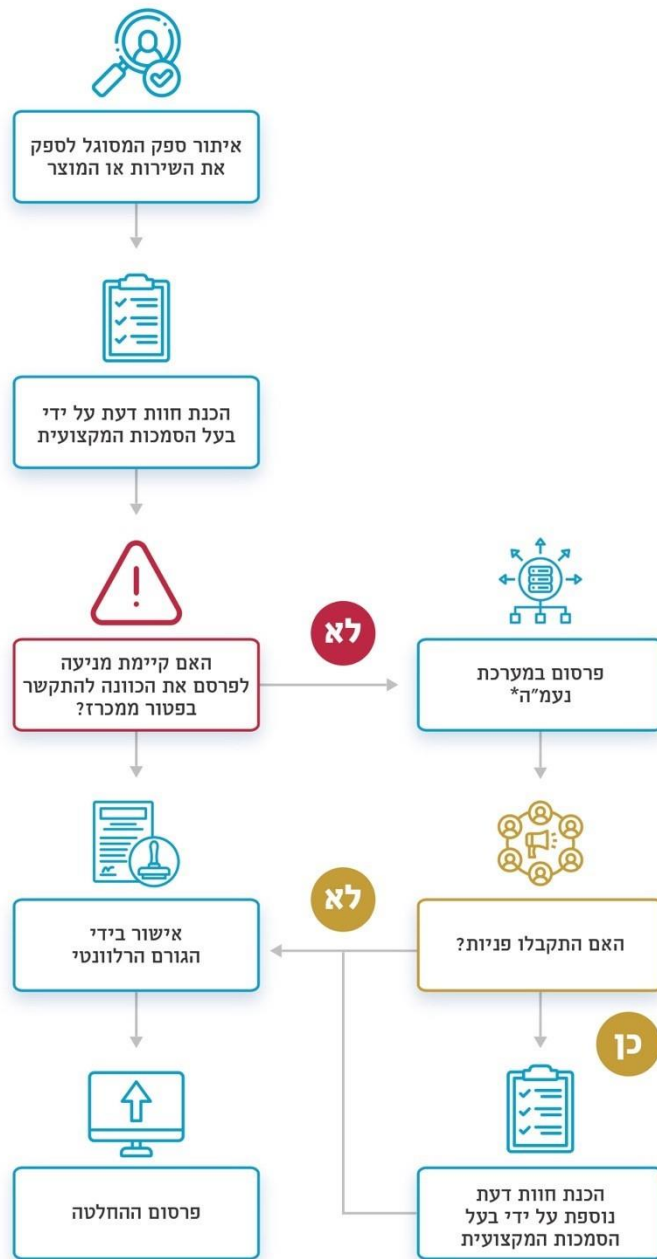 איתור ספק המסוגל לספק
את השירות או המוצר
הכנת חוות דעת על ידי
בעל הסמכות המקצועית
האם קיימת מניעה
לפרסם את הכוונה להתקשר
בפטור ממכרז?
לא
פרסום במערכת
נעמ״ה*
האם התקבלו פניות?
לא
אישור בידי
הגורם הרלוונטי
כן
הכנת חוות דעת
נוספת על ידי בעל
הסמכות המקצועית
פרסום ההחלטה